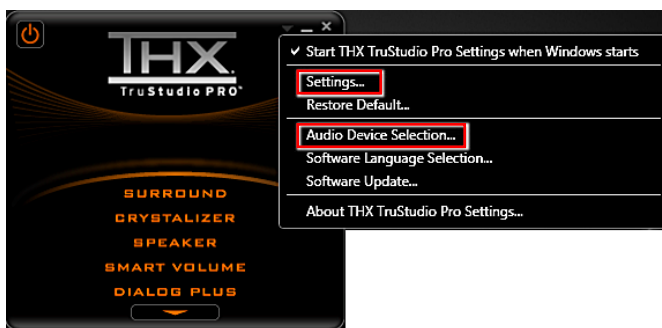 THX
TruStudio PRO™
SURROUND
CRYSTALIZER
SPEAKER
SMART VOLUME
DIALOG PLUS
Start THX TruStudio Pro Settings when Windows starts
Settings...
Restore Default...
Audio Device Selection...
Software Language Selection...
Software Update...
About THX TruStudio Pro Settings...